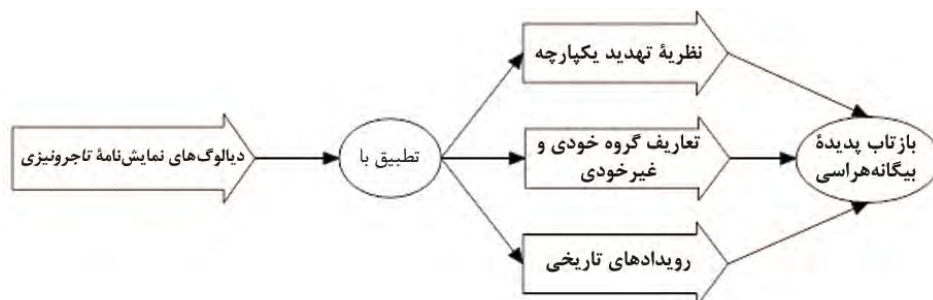 دیالوگ‌های نمایش‌نامهٔ تاجرونیزی
تطبیق با
نظریهٔ تهدید یکپارچه
تعاریف گروه خودی و
غیرخودی
رویدادهای تاریخی
بازتاب پدیدهٔ
بیگانه‌هراسی